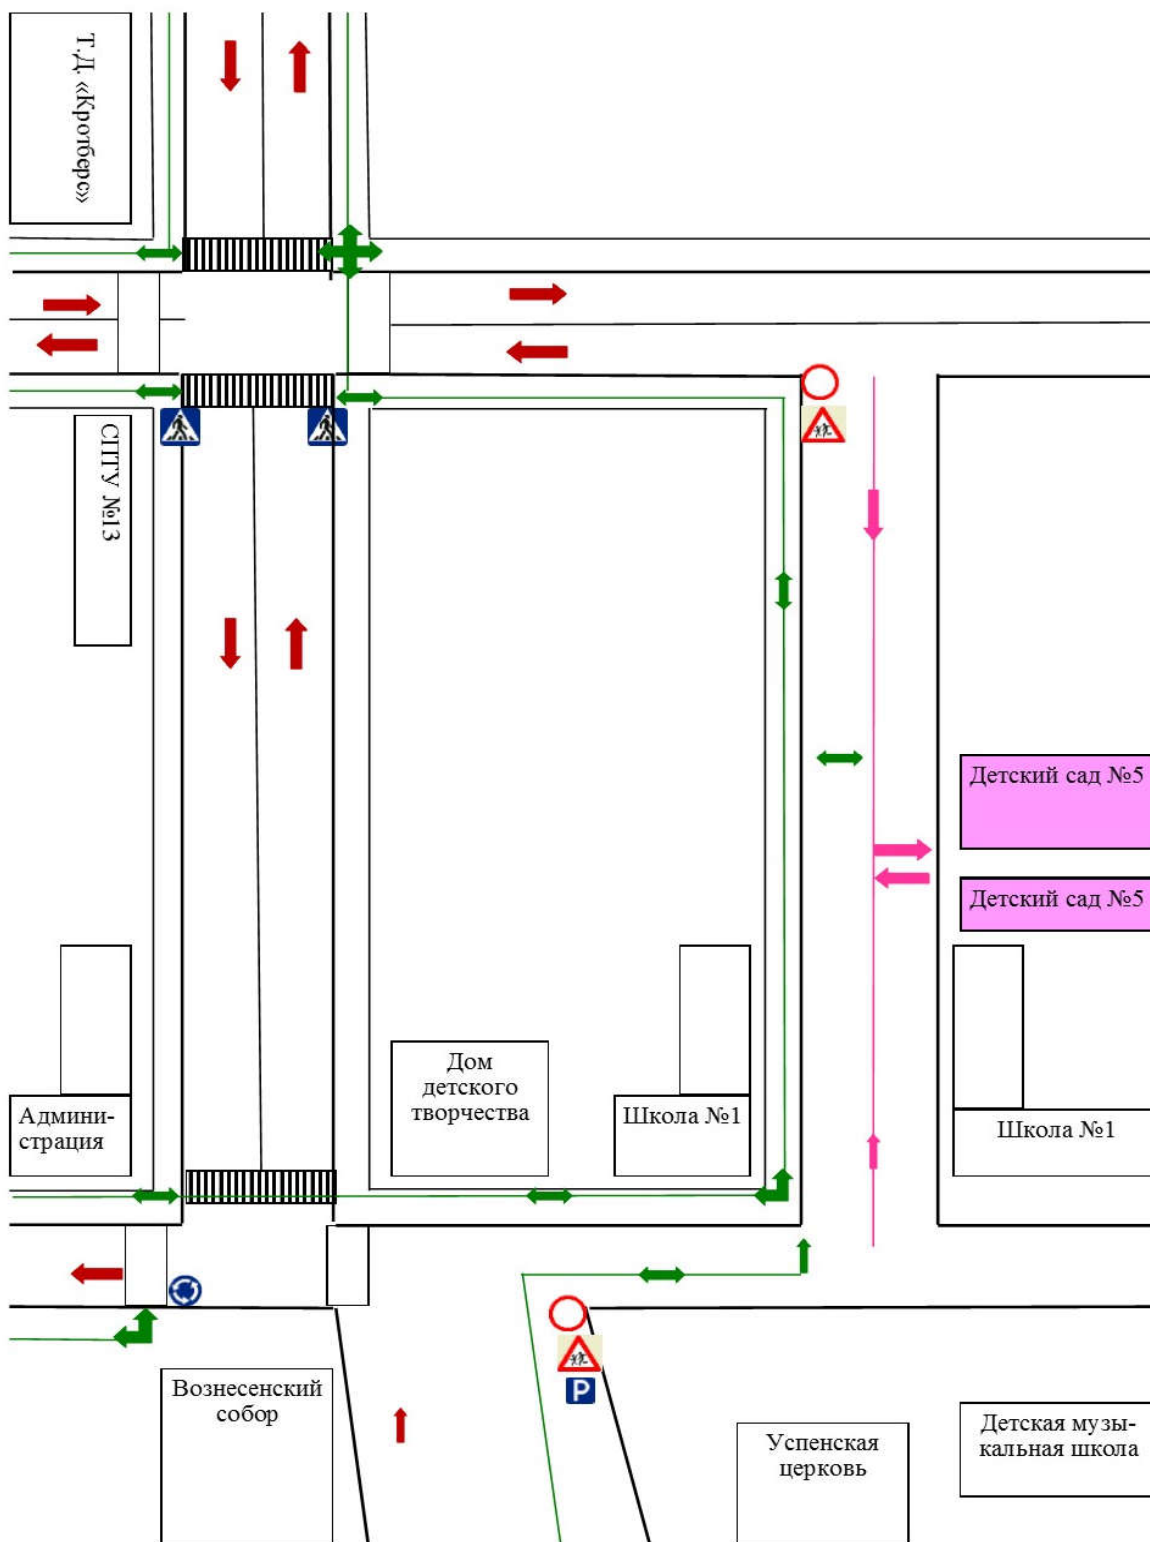 Т.Д. «Кротберс»
СПТУ №13
Детский сад №5
Детский сад №5
Дом
детского
творчества
Админи-
страция
Школа №1
Школа №1
Вознесенский
собор
P
Успенская
церковь
Детская музы-
кальная школа